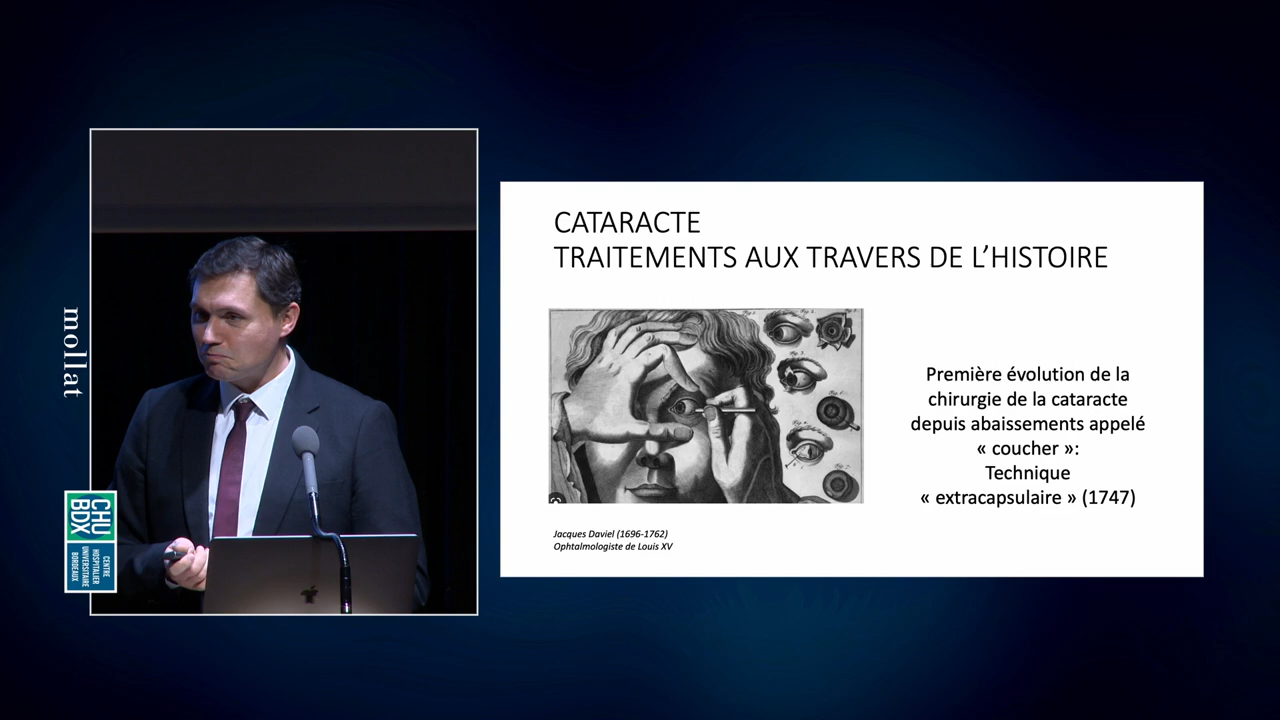 mollat
CHU
BDX
CENTRE
HOSPITALIER
UNIVERSITAIRE
BORDEAUX
CATARACTE
TRAITEMENTS AUX TRAVERS DE L’HISTOIRE
Première évolution de la
chirurgie de la cataracte
depuis abaissements appelé
« coucher »:
Technique
« extracapsulaire » (1747)
Jacques Daviel (1696-1762)
Ophtalmologiste de Louis XV